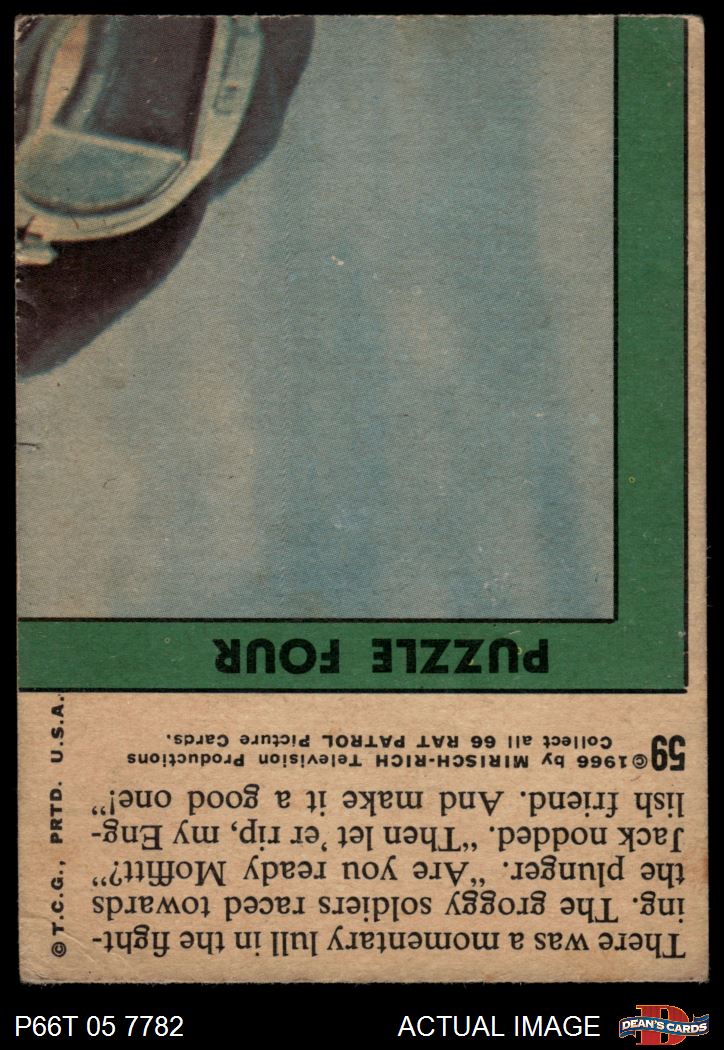 There was a momentary lull in the fight-
ing. The groggy soldiers raced towards
the plunger. “Are you ready Moffitt?”
Jack nodded. “Then let ’er rip, my Eng-
lish friend. And make it a good one!”
59 ©1966 by MIRISCH-RICH Television Productions
Collect all 66 RAT PATROL Picture Cards.
PUZZLE FOUR
© T.C.G., PRTD. U.S.A.
P66T 05 7782
ACTUAL IMAGE
D
DEAN'S CARDS